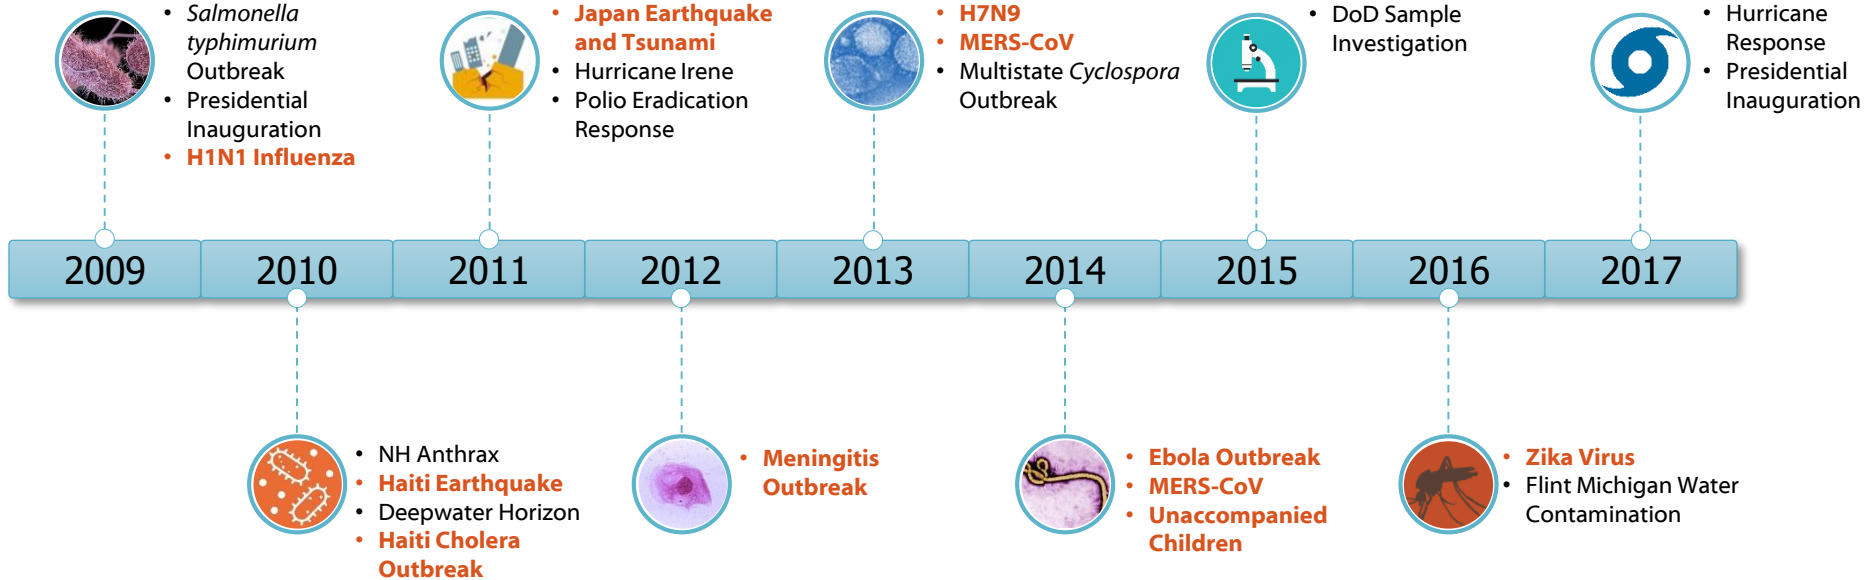 • Salmonella
typhimurium
Outbreak
• Presidential
Inauguration
• H1N1 Influenza
• Japan Earthquake
and Tsunami
• Hurricane Irene
• Polio Eradication
Response
• H7N9
• MERS-CoV
• Multistate Cyclospora
Outbreak
• DoD Sample
Investigation
• Hurricane
Response
• Presidential
Inauguration
2009
2010
2011
2012
2013
2014
2015
2016
2017
• NH Anthrax
• Haiti Earthquake
• Deepwater Horizon
• Haiti Cholera
Outbreak
• Meningitis
Outbreak
• Ebola Outbreak
• MERS-CoV
• Unaccompanied
Children
• Zika Virus
• Flint Michigan Water
Contamination